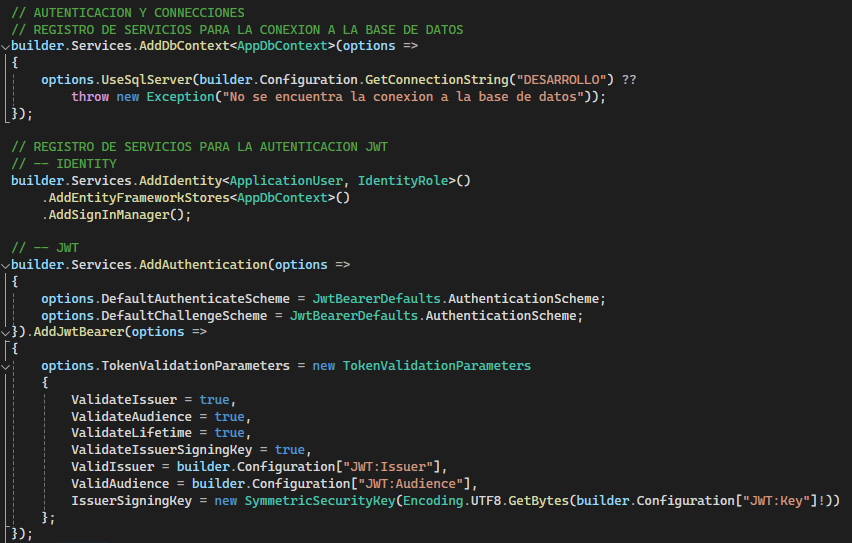 // AUTENTICACION Y CONNECCIONES
// REGISTRO DE SERVICIOS PARA LA CONEXION A LA BASE DE DATOS
builder.Services.AddDbContext<AppDbContext>(options =>
{
    options.UseSqlServer(builder.Configuration.GetConnectionString("DESARROLLO") ??
        throw new Exception("No se encuentra la conexion a la base de datos"));
});

// REGISTRO DE SERVICIOS PARA LA AUTENTICACION JWT
// -- IDENTITY
builder.Services.AddIdentity<ApplicationUser, IdentityRole>()
    .AddEntityFrameworkStores<AppDbContext>()
    .AddSignInManager();

// -- JWT
builder.Services.AddAuthentication(options =>
{
    options.DefaultAuthenticateScheme = JwtBearerDefaults.AuthenticationScheme;
    options.DefaultChallengeScheme = JwtBearerDefaults.AuthenticationScheme;
}).AddJwtBearer(options =>
{
    options.TokenValidationParameters = new TokenValidationParameters
    {
        ValidateIssuer = true,
        ValidateAudience = true,
        ValidateLifetime = true,
        ValidateIssuerSigningKey = true,
        ValidIssuer = builder.Configuration["JWT:Issuer"],
        ValidAudience = builder.Configuration["JWT:Audience"],
        IssuerSigningKey = new SymmetricSecurityKey(Encoding.UTF8.GetBytes(builder.Configuration["JWT:Key"]!))
    };
});